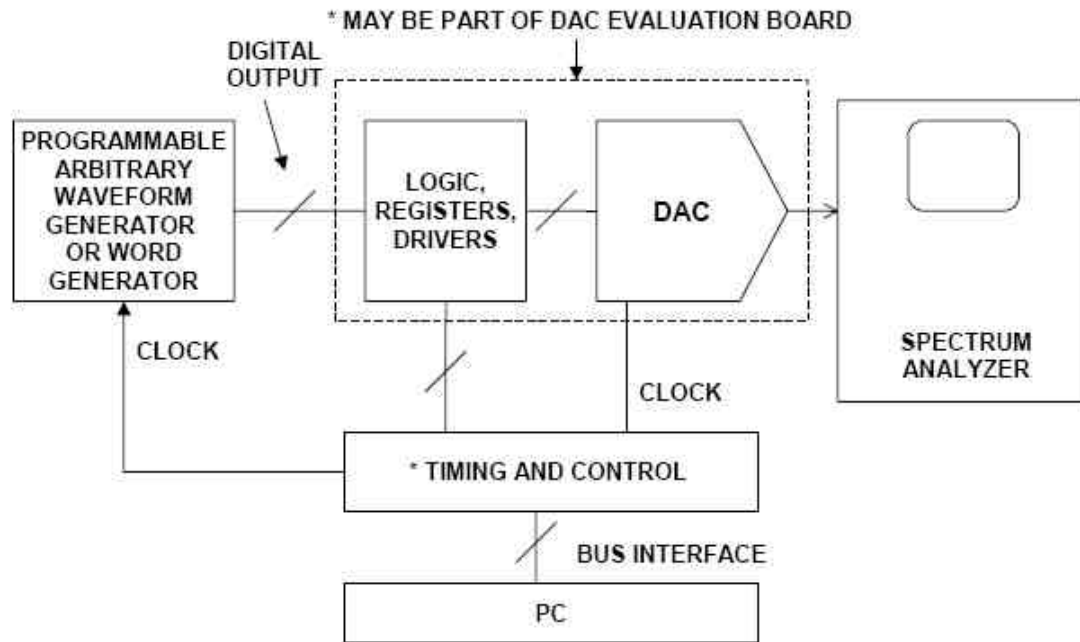 * MAY BE PART OF DAC EVALUATION BOARD
DIGITAL
OUTPUT
PROGRAMMABLE
ARBITRARY
WAVEFORM
GENERATOR
OR WORD
GENERATOR
LOGIC,
REGISTERS,
DRIVERS
DAC
SPECTRUM
ANALYZER
CLOCK
CLOCK
* TIMING AND CONTROL
BUS INTERFACE
PC